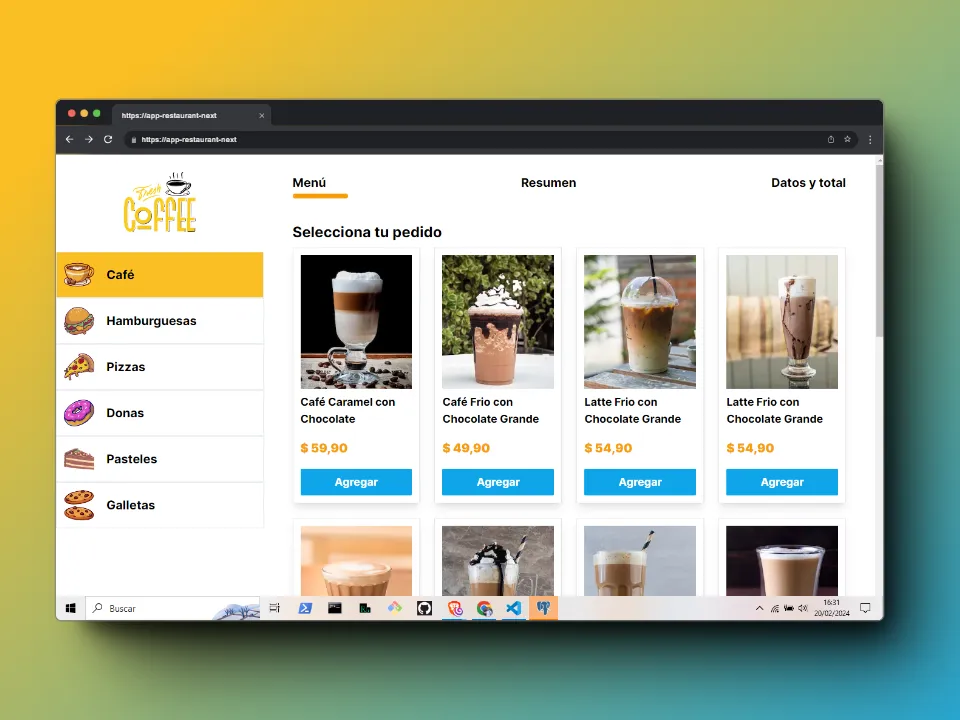 https://app-restaurant-next
https://app-restaurant-next
Fresh
COFFEE
Menú
Resumen
Datos y total
Selecciona tu pedido
Café
Hamburguesas
Pizzas
Donas
Pasteles
Galletas
Café Caramel con
Chocolate
$ 59,90
Agregar
Café Frio con
Chocolate Grande
$ 49,90
Agregar
Latte Frio con
Chocolate Grande
$ 54,90
Agregar
Latte Frio con
Chocolate Grande
$ 54,90
Agregar
Buscar
16:31
20/02/2024